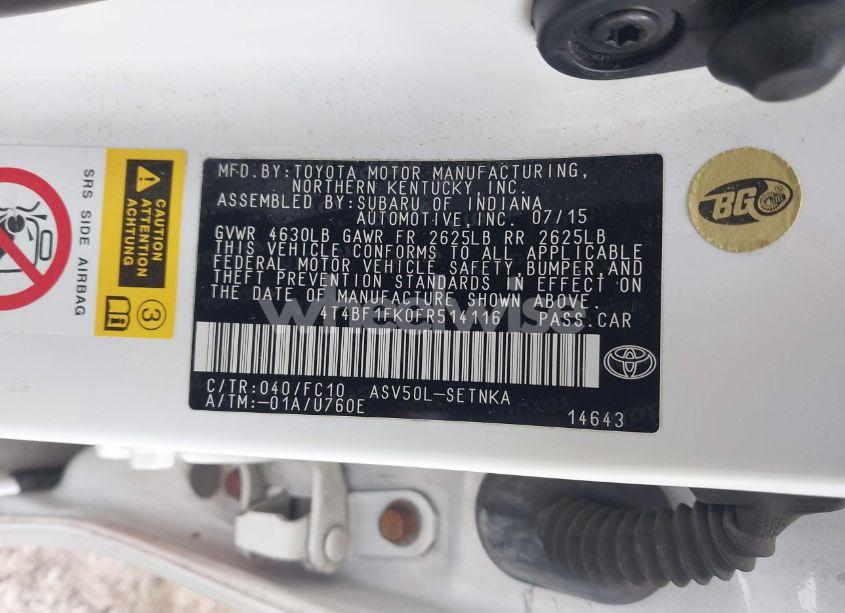 SRS SIDE AIRBAG
CAUTION
ATTENTION
ACHTUNG
3
MFD.BY:TOYOTA MOTOR MANUFACTURING,
NORTHERN KENTUCKY,INC.
ASSEMBLED BY:SUBARU OF INDIANA
AUTOMOTIVE,INC. 07/15
GVWR 4630LB GAWR FR 2625LB RR 2625LB
THIS VEHICLE CONFORMS TO ALL APPLICABLE
FEDERAL MOTOR VEHICLE SAFETY,BUMPER,AND
THEFT PREVENTION STANDARDS IN EFFECT ON
THE DATE OF MANUFACTURE SHOWN ABOVE.
4T4BF1FK0FR514116 PASS.CAR
C/TR:040/FC10 ASV50L-SETNKA
A/TM:-01A/U760E
14643
BG